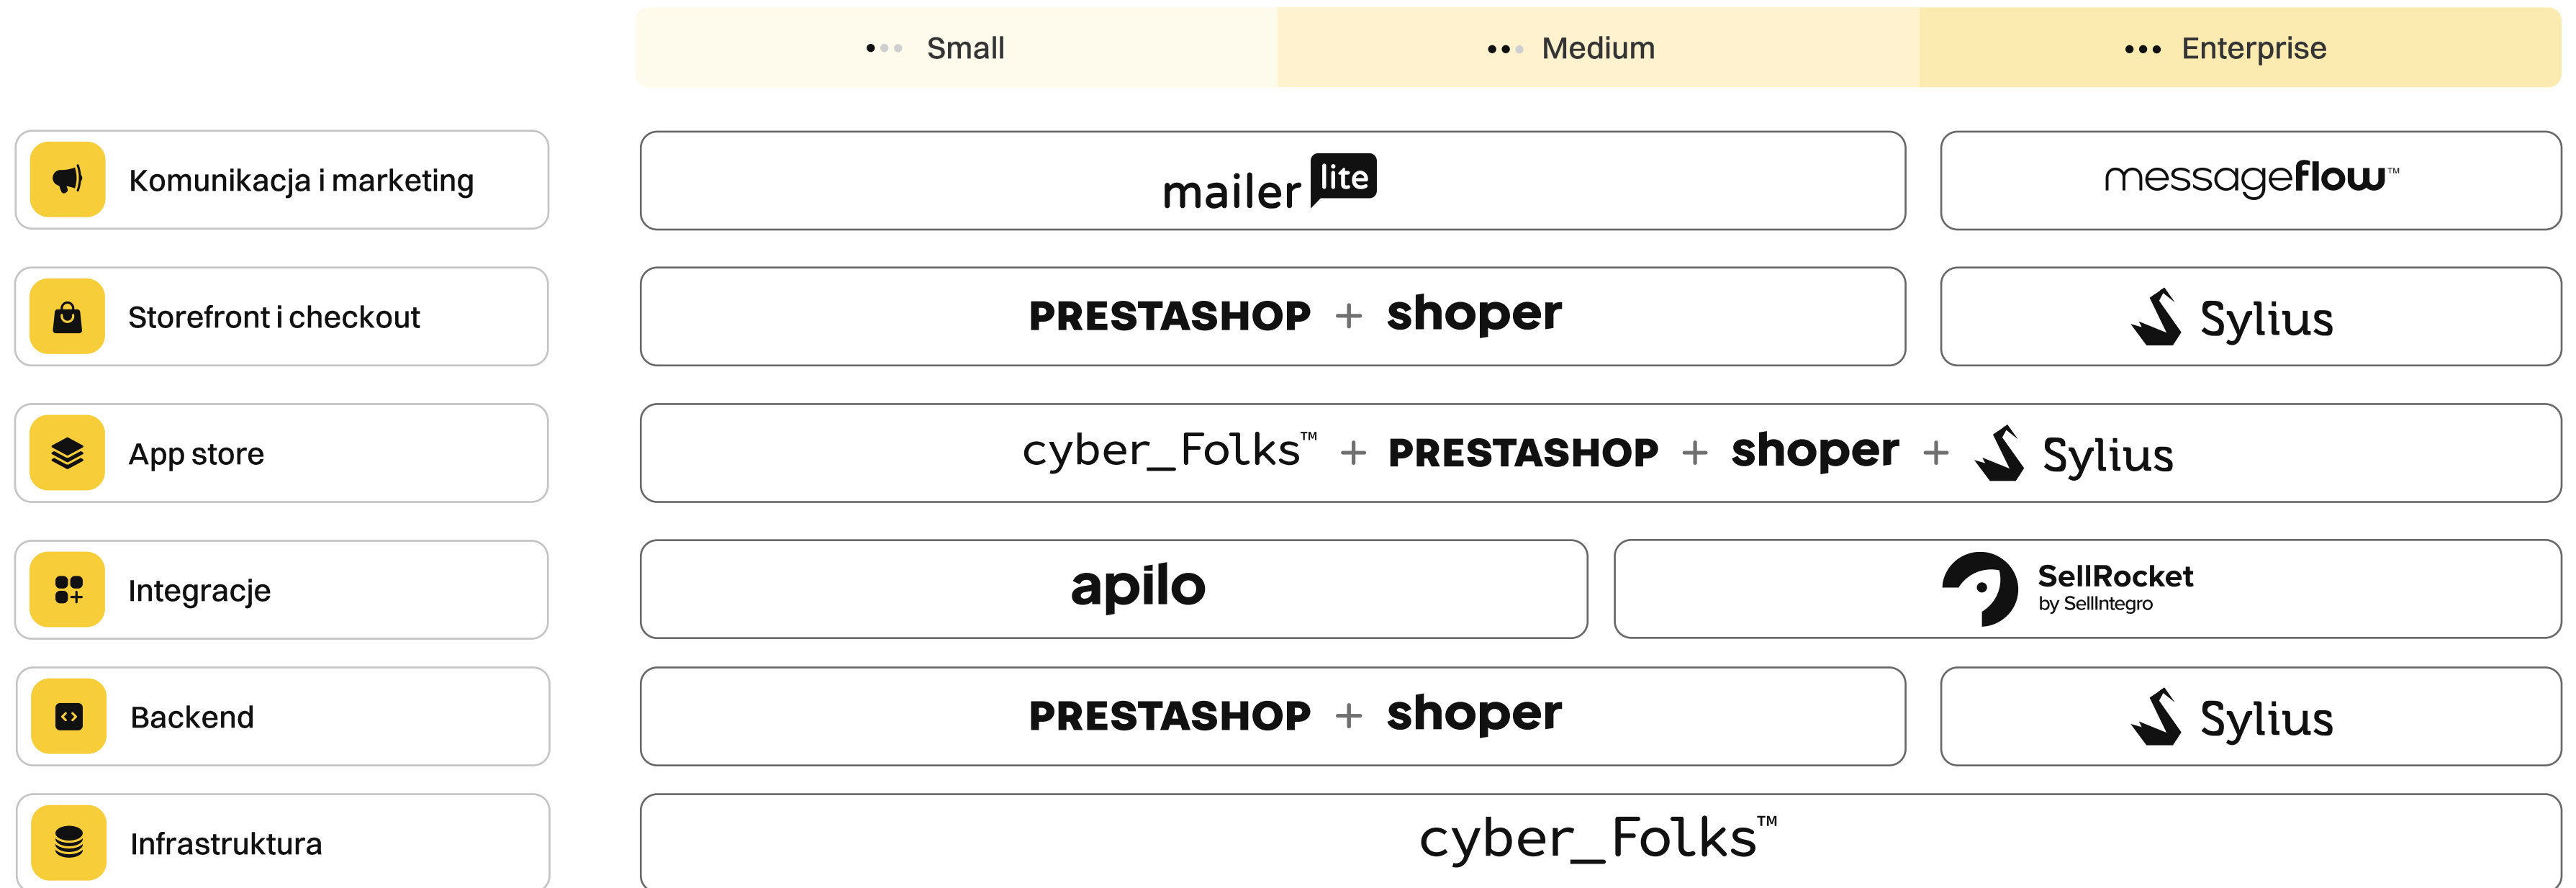 Small Medium Enterprise
Komunikacja i marketing mailer lite messageflow™
Storefront i checkout PRESTASHOP + shoper Sylius
App store cyber_Folks™ + PRESTASHOP + shoper + Sylius
Integracje apilo SellRocket
by SellIntegro
Backend PRESTASHOP + shoper Sylius
Infrastruktura cyber_Folks™